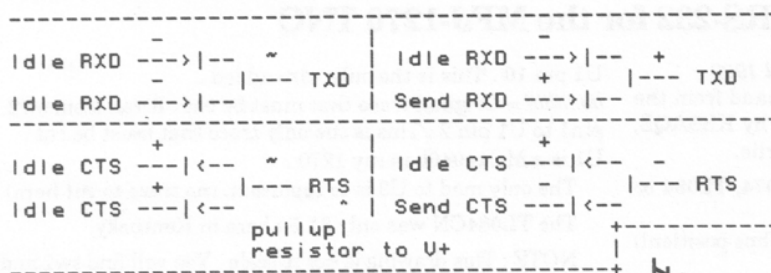 - -
Idle RXD --->|--- ~ | Idle RXD --->|--- +
- |--- TXD | + |--- TXD
Idle RXD --->|--- | Send RXD --->|---
+ +
Idle CTS ---|<--- ~ | Idle CTS ---|<---
+ |--- RTS | + |--- RTS
Idle CTS ---|<--- ^ | Send CTS ---|<---
pullup| +
resistor to V+
+